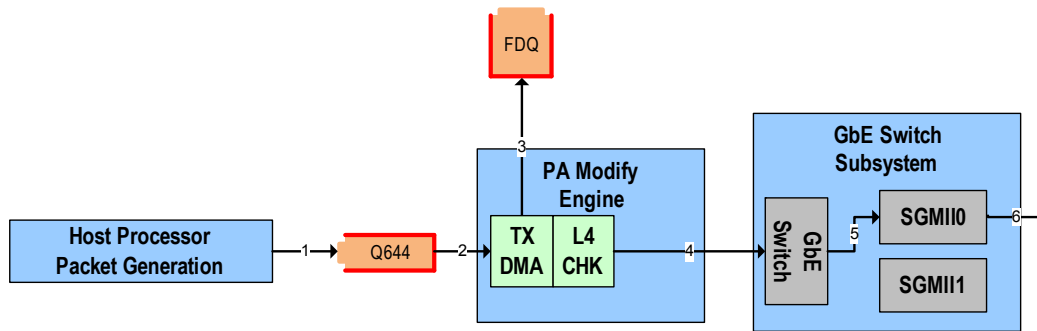 FDQ
3
PA Modify
Engine
GbE Switch
Subsystem
Host Processor
Packet Generation
1
Q644
2
TX
DMA
L4
CHK
4
GbE
Switch
5
SGMII0
6
SGMII1